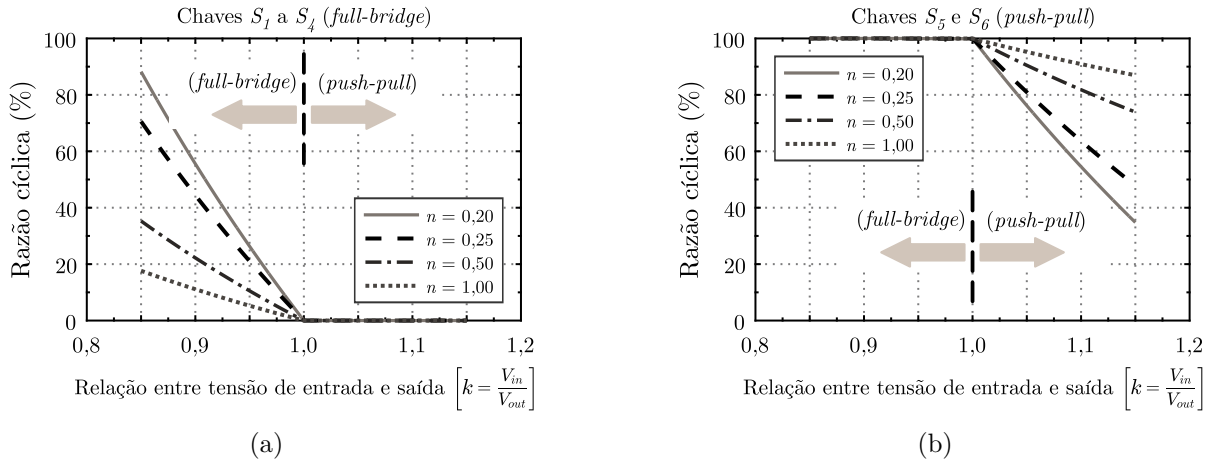 Chaves S₁ a S₄ (full-bridge)
Razão cíclica (%)
100
80
60
40
20
0
(full-bridge) (push-pull)
n = 0,20
n = 0,25
n = 0,50
n = 1,00
0,8 0,9 1,0 1,1 1,2
Relação entre tensão de entrada e saída [k = V_in/V_out]
(a)
Chaves S₅ e S₆ (push-pull)
Razão cíclica (%)
100
80
60
40
20
0
n = 0,20
n = 0,25
n = 0,50
n = 1,00
(full-bridge) (push-pull)
0,8 0,9 1,0 1,1 1,2
Relação entre tensão de entrada e saída [k = V_in/V_out]
(b)